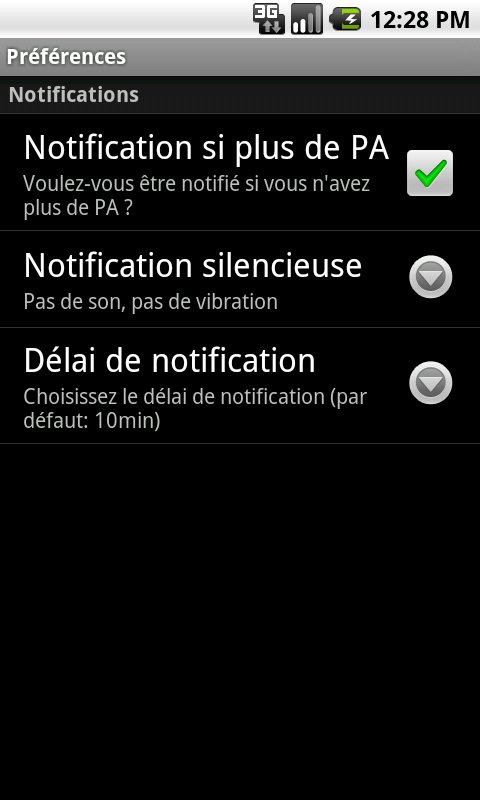 3G 12:28 PM
Préférences
Notifications
Notification si plus de PA
Voulez-vous être notifié si vous n'avez
plus de PA ?
Notification silencieuse
Pas de son, pas de vibration
Délai de notification
Choisissez le délai de notification (par
défaut: 10min)